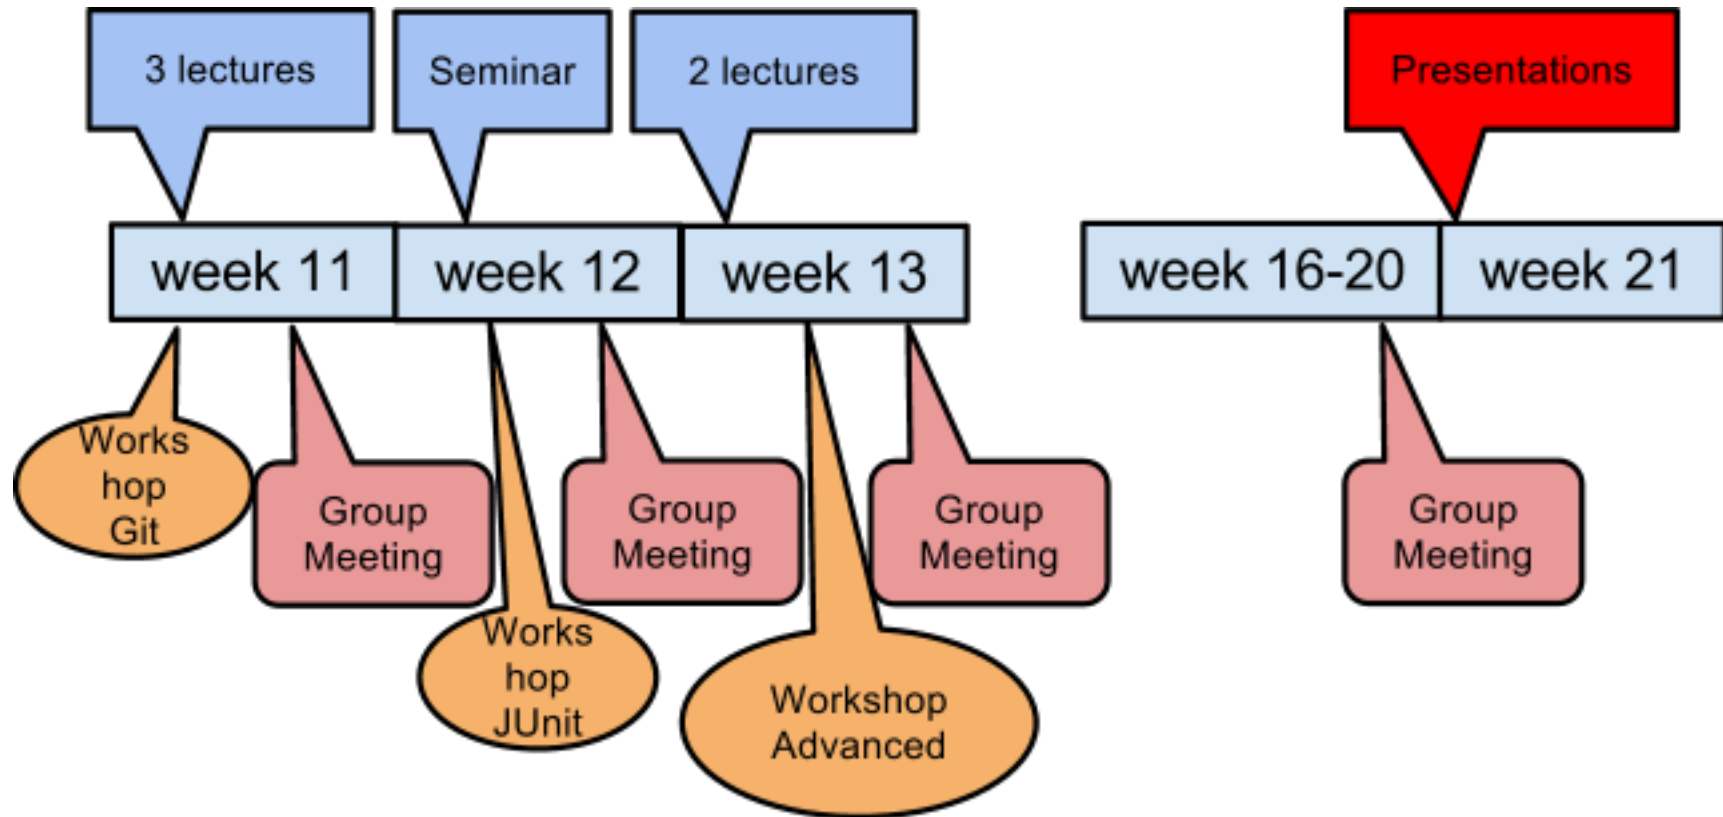 3 lectures
Seminar
2 lectures
Presentations
week 11
week 12
week 13
week 16-20
week 21
Works
hop
Git
Group
Meeting
Works
hop
JUnit
Group
Meeting
Workshop
Advanced
Group
Meeting
Group
Meeting